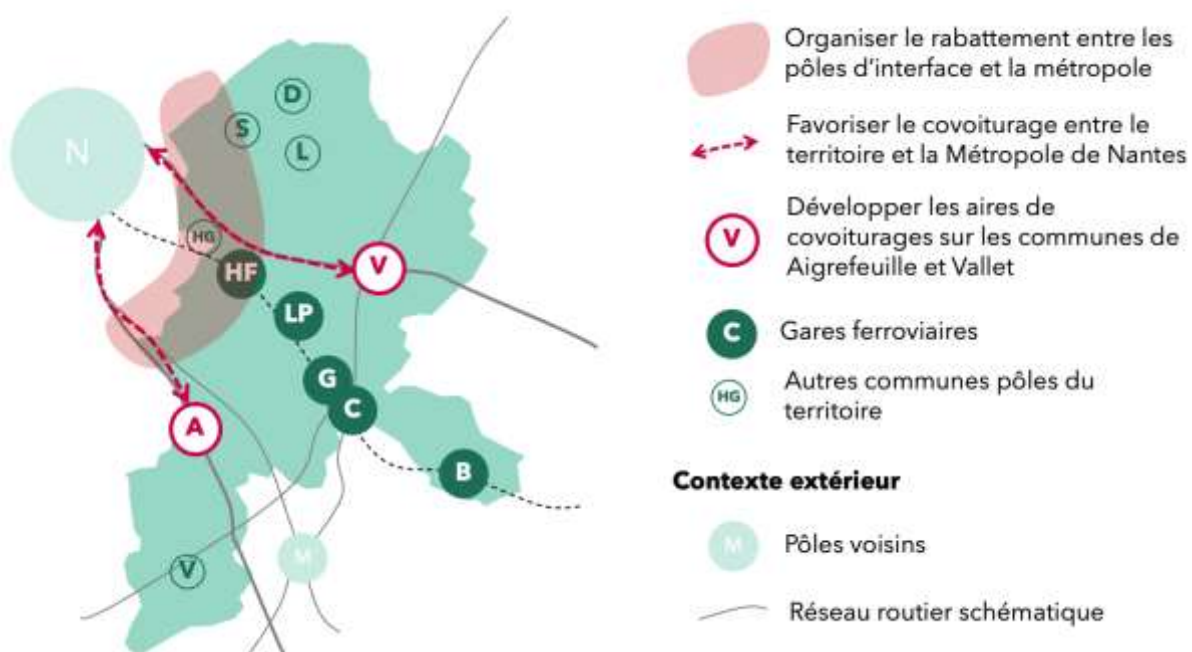 D
S
L
N
HG
HF
V
LP
G
C
A
B
M
V
Organiser le rabattement entre les
pôles d'interface et la métropole
Favoriser le covoiturage entre le
territoire et la Métropole de Nantes
V
Développer les aires de
covoiturages sur les communes de
Aigrefeuille et Vallet
C
Gares ferroviaires
HG
Autres communes pôles du
territoire
Contexte extérieur
M
Pôles voisins
Réseau routier schématique